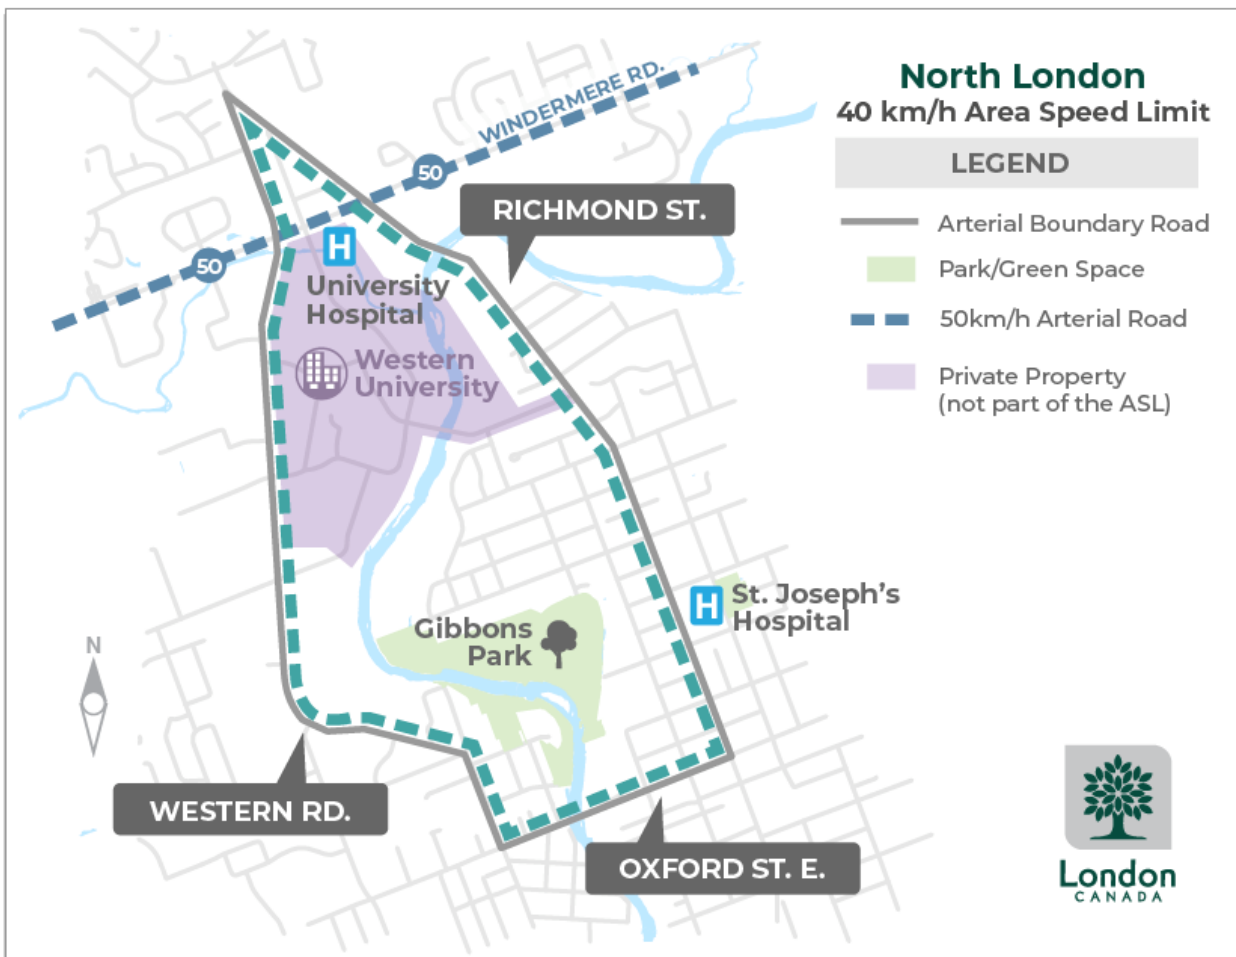 North London
40 km/h Area Speed Limit
LEGEND
Arterial Boundary Road
Park/Green Space
50km/h Arterial Road
Private Property
(not part of the ASL)
WINDERMERE RD.
50
50
RICHMOND ST.
H
University
Hospital
Western
University
H
St. Joseph's
Hospital
Gibbons
Park
N
WESTERN RD.
OXFORD ST. E.
London
CANADA